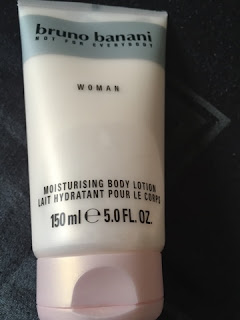 bruno banani
NOT FOR EVERYBODY
WOMAN
MOISTURISING BODY LOTION
LAIT HYDRATANT POUR LE CORPS
150 ml ℮ 5.0 FL. OZ.